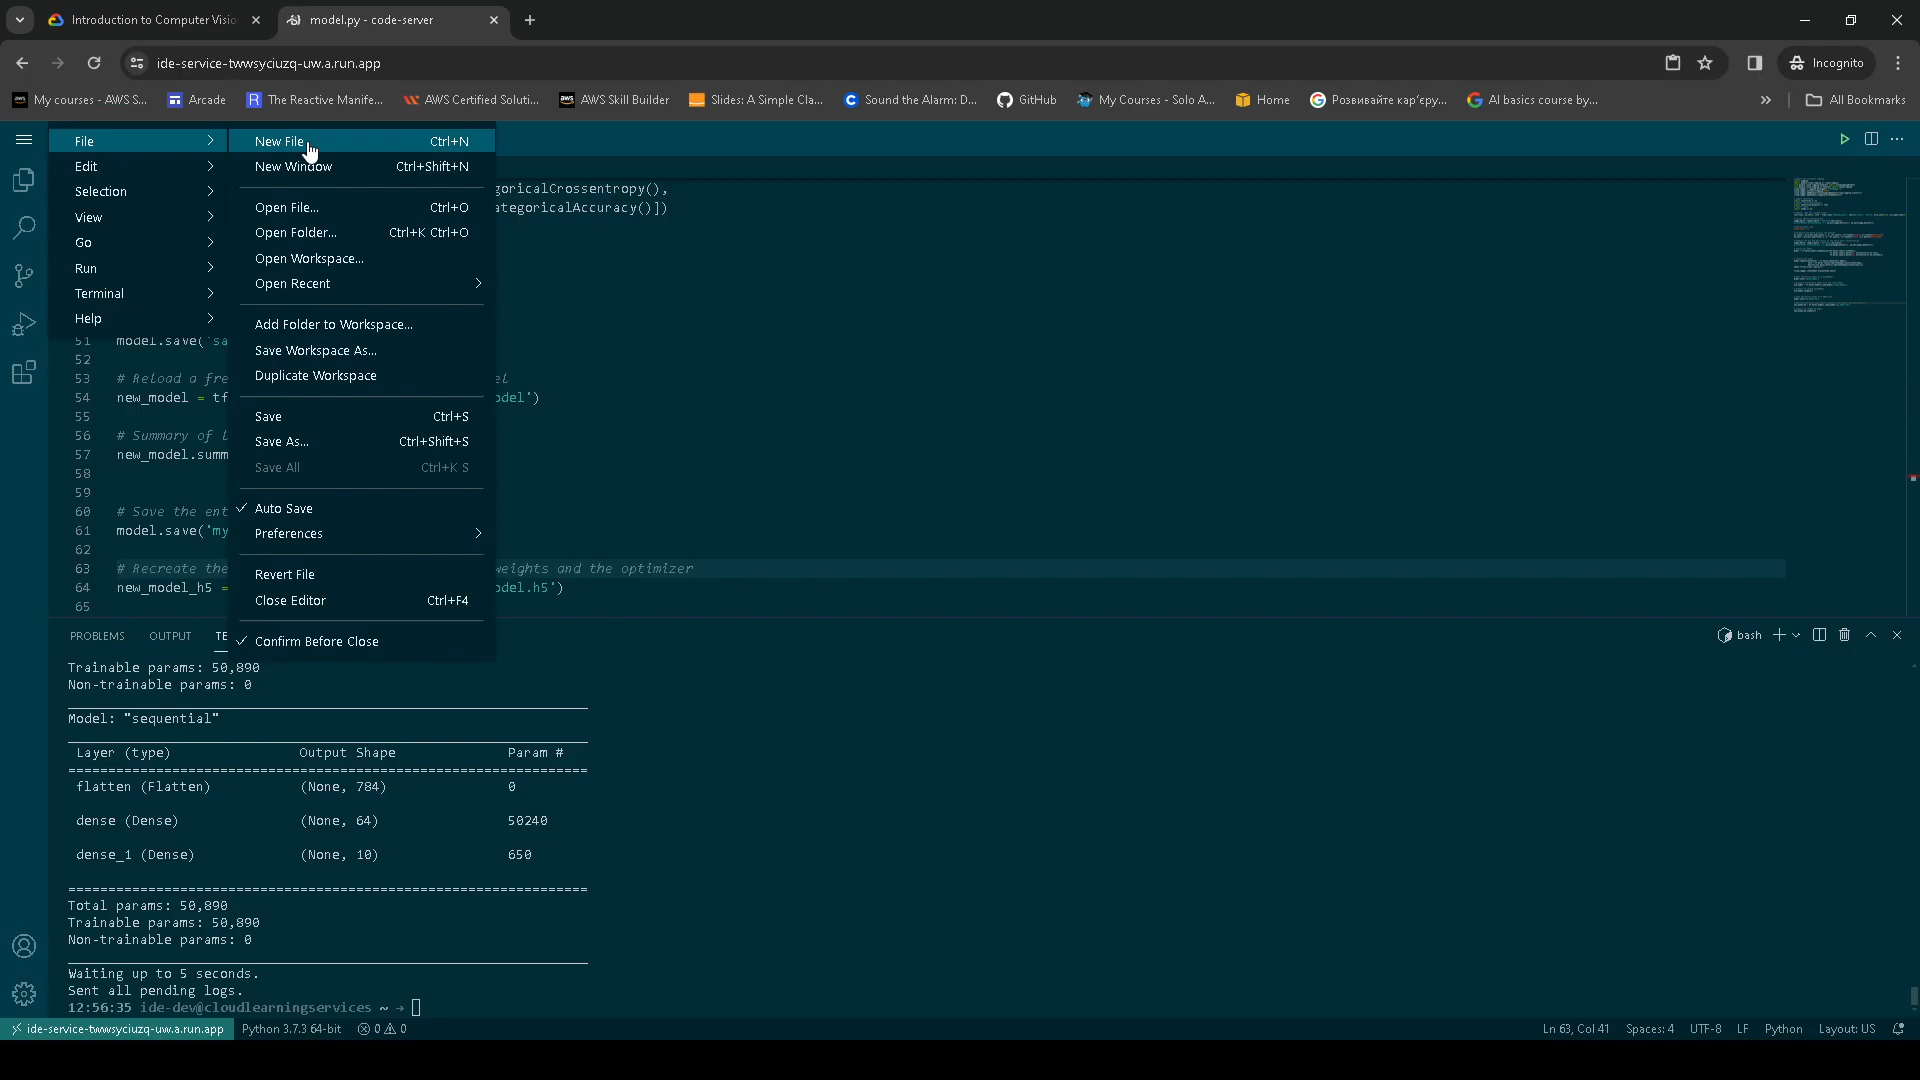 Introduction to Computer Visio
model.py - code-server
ide-service-twwsyciuzq-uw.a.run.app
Incognito
My courses - AWS S...
Arcade
The Reactive Manife...
AWS Certified Soluti...
AWS Skill Builder
Slides: A Simple Cla...
Sound the Alarm: D...
GitHub
My Courses - Solo A...
Home
Розвивайте кар'єру...
AI basics course by...
All Bookmarks
File
Edit
Selection
View
Go
Run
Terminal
Help
New File Ctrl+N
New Window Ctrl+Shift+N
Open File... Ctrl+O
Open Folder... Ctrl+K Ctrl+O
Open Workspace...
Open Recent
Add Folder to Workspace...
Save Workspace As...
Duplicate Workspace
Save Ctrl+S
Save As... Ctrl+Shift+S
Save All Ctrl+K S
Auto Save
Preferences
Revert File
Close Editor Ctrl+F4
Confirm Before Close
goricalCrossentropy(),
ategoricalAccuracy()])
51 model.save('sa
52
53 # Reload a fre el
54 new_model = tf odel')
55
56 # Summary of l
57 new_model.summ
58
59
60 # Save the ent
61 model.save('my
62
63 # Recreate the weights and the optimizer
64 new_model_h5 = odel.h5')
65
PROBLEMS OUTPUT TE
bash
Trainable params: 50,890
Non-trainable params: 0
Model: "sequential"
Layer (type) Output Shape Param #
flatten (Flatten) (None, 784) 0
dense (Dense) (None, 64) 50240
dense_1 (Dense) (None, 10) 650
Total params: 50,890
Trainable params: 50,890
Non-trainable params: 0
Waiting up to 5 seconds.
Sent all pending logs.
12:56:35 ide-dev@cloudlearningservices ~ →
ide-service-twwsyciuzq-uw.a.run.app Python 3.7.3 64-bit 0 0 Ln 63, Col 41 Spaces: 4 UTF-8 LF Python Layout: US